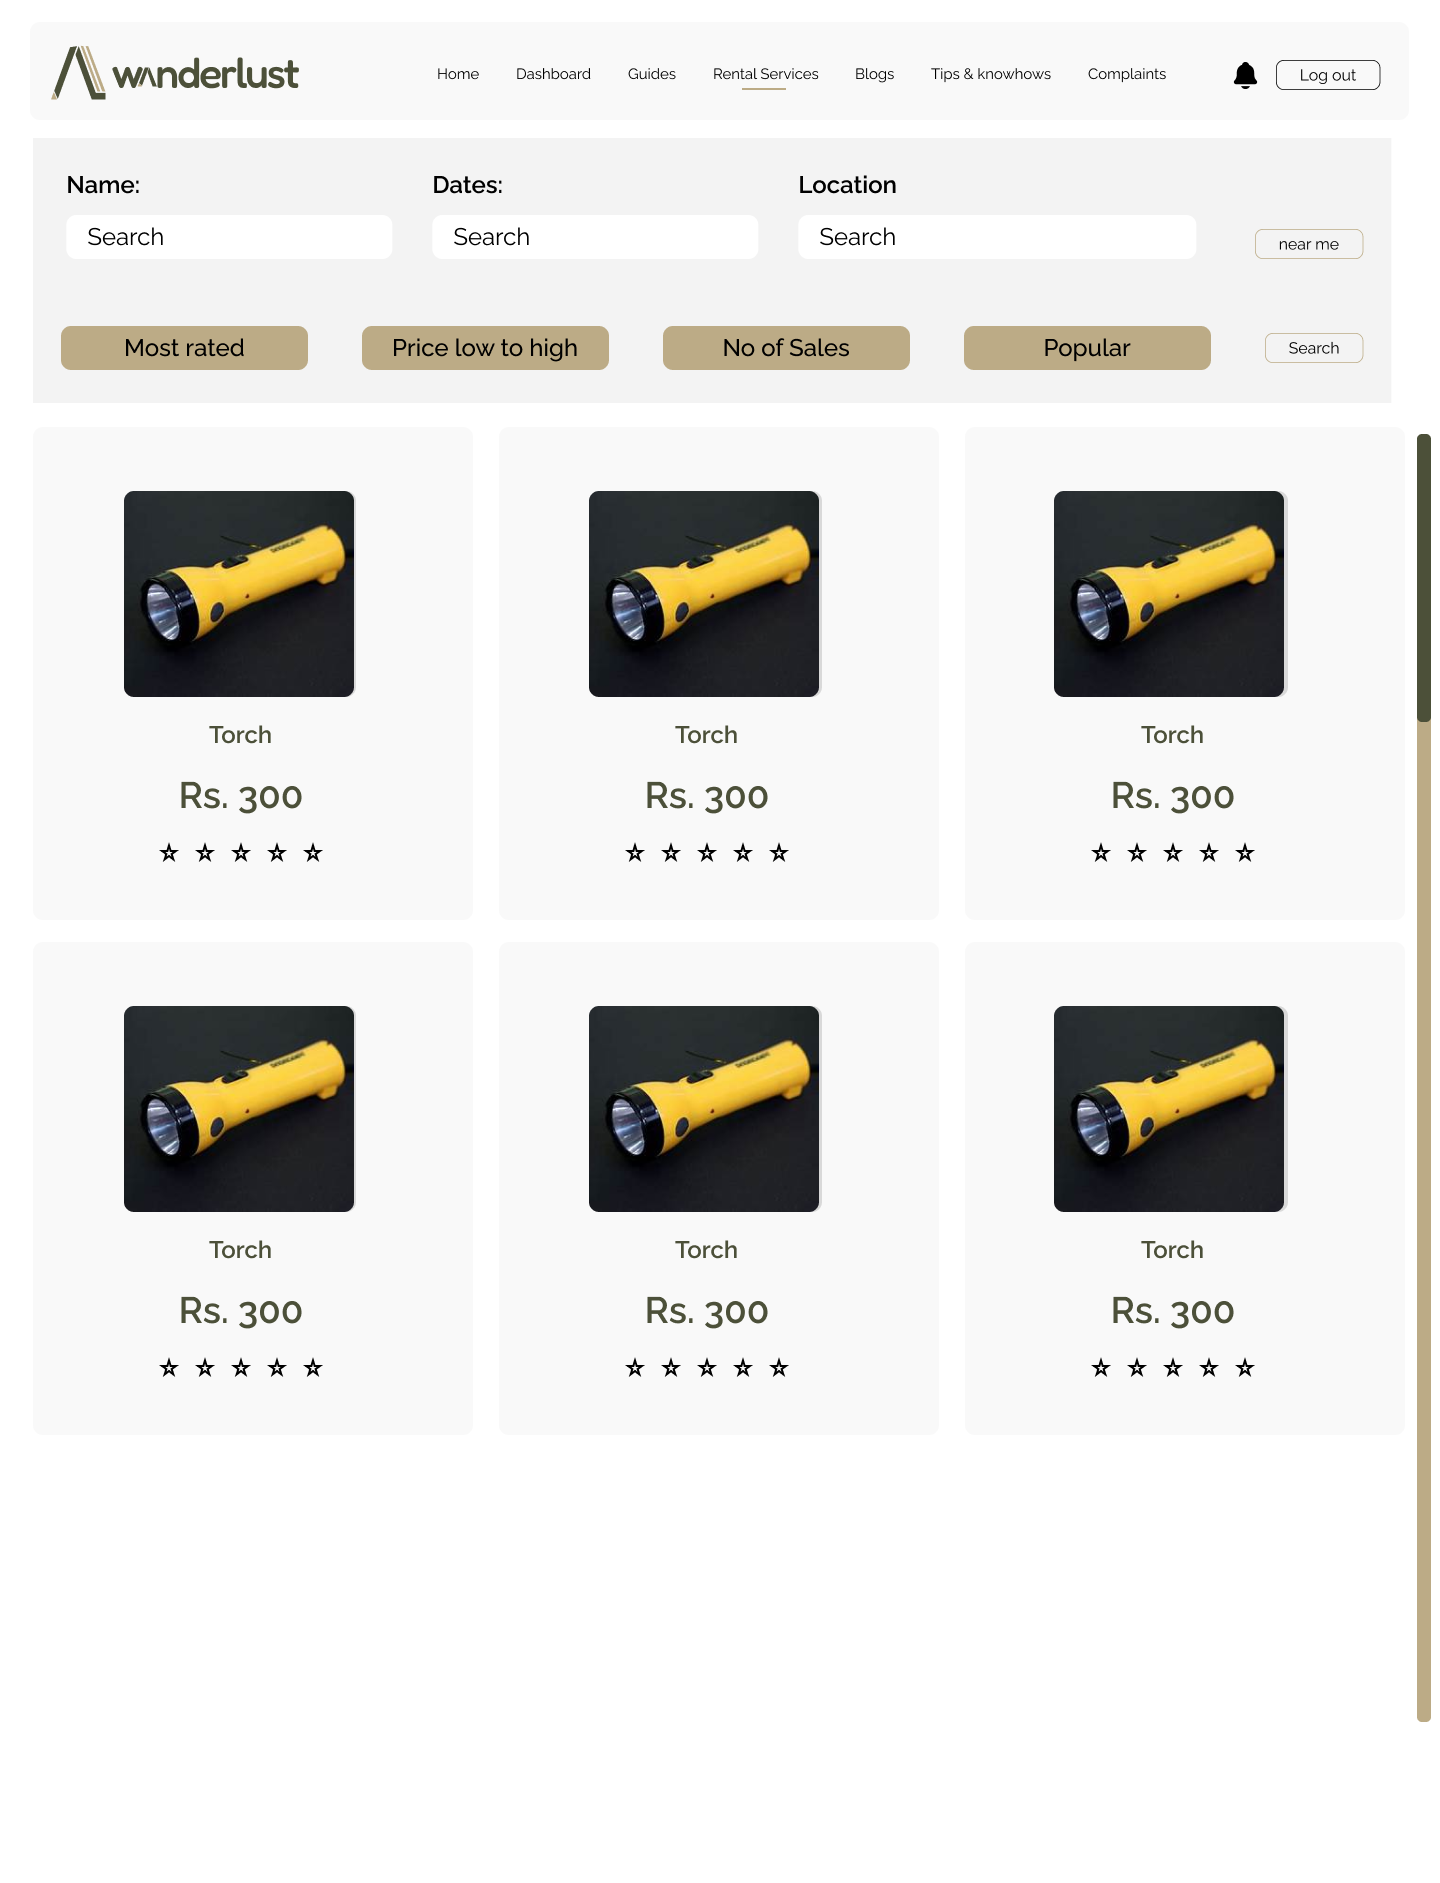 wanderlust
Home Dashboard Guides Rental Services Blogs Tips & knowhows Complaints Log out
Name: Dates: Location
Search Search Search near me
Most rated Price low to high No of Sales Popular Search
Torch Torch Torch
Rs. 300 Rs. 300 Rs. 300
Torch Torch Torch
Rs. 300 Rs. 300 Rs. 300